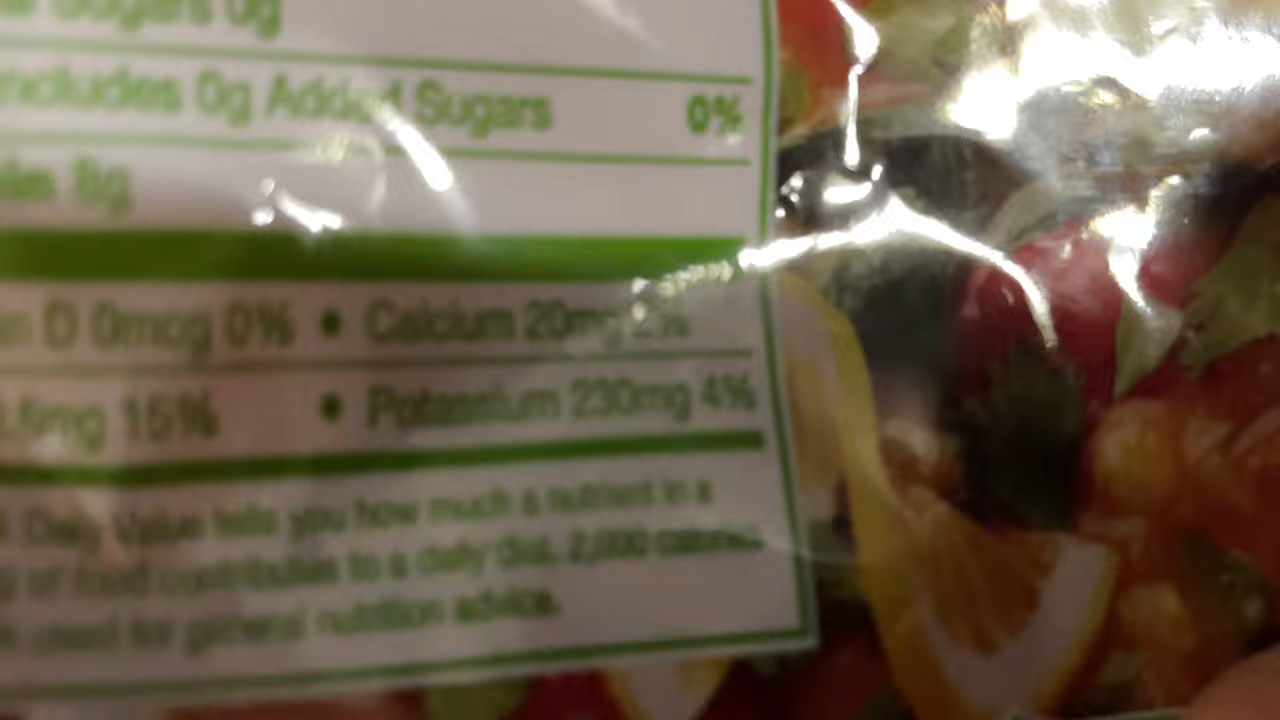 Sugars 0g
Includes 0g Added Sugars 0%
D 0mcg 0% • Calcium 20mg 2%
15% • Potassium 230mg 4%
Daily Value tells you how much a nutrient in a
of food contributes to a daily diet. 2,000 calories
used for general nutrition advice.